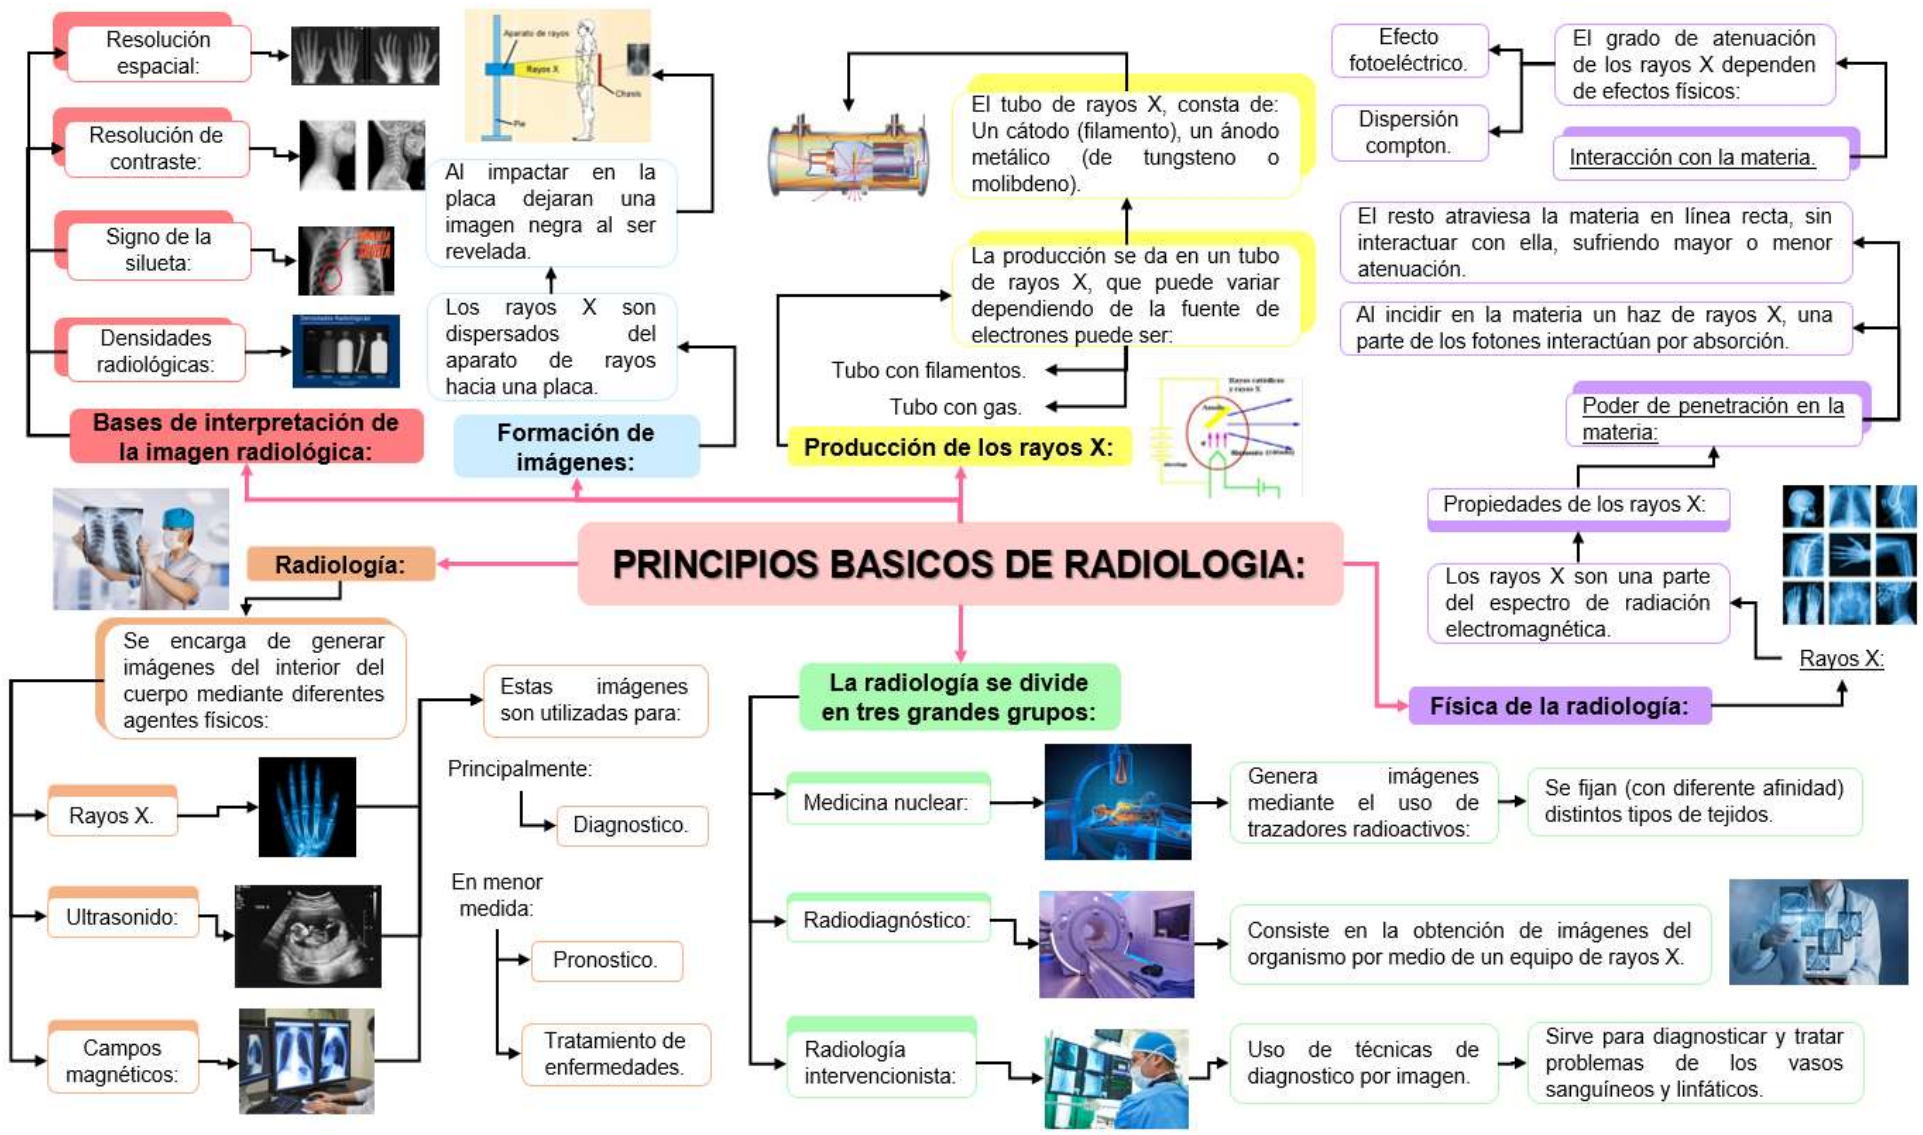 Resolución
espacial:
Resolución de
contraste:
Signo de la
silueta:
Densidades
radiológicas:
Densidades Radiológicas
Bases de interpretación de
la imagen radiológica:
Aparato de rayos
Rayos X
Chasis
Pie
Al impactar en la
placa dejaran una
imagen negra al ser
revelada.
Los rayos X son
dispersados del
aparato de rayos
hacia una placa.
Formación de
imágenes:
El tubo de rayos X, consta de:
Un cátodo (filamento), un ánodo
metálico (de tungsteno o
molibdeno).
La producción se da en un tubo
de rayos X, que puede variar
dependiendo de la fuente de
electrones puede ser:
Tubo con filamentos.
Tubo con gas.
Producción de los rayos X:
Rayos catódicos
y rayos X
Anodo
Efecto
fotoeléctrico.
Dispersión
compton.
El grado de atenuación
de los rayos X dependen
de efectos físicos:
Interacción con la materia.
El resto atraviesa la materia en línea recta, sin
interactuar con ella, sufriendo mayor o menor
atenuación.
Al incidir en la materia un haz de rayos X, una
parte de los fotones interactúan por absorción.
Poder de penetración en la
materia:
Propiedades de los rayos X:
Los rayos X son una parte
del espectro de radiación
electromagnética.
Rayos X:
Física de la radiología:
PRINCIPIOS BASICOS DE RADIOLOGIA:
Radiología:
Se encarga de generar
imágenes del interior del
cuerpo mediante diferentes
agentes físicos:
Rayos X.
Ultrasonido:
Campos
magnéticos:
Estas imágenes
son utilizadas para:
Principalmente:
Diagnostico.
En menor
medida:
Pronostico.
Tratamiento de
enfermedades.
La radiología se divide
en tres grandes grupos:
Medicina nuclear:
Genera imágenes
mediante el uso de
trazadores radioactivos:
Se fijan (con diferente afinidad)
distintos tipos de tejidos.
Radiodiagnóstico:
Consiste en la obtención de imágenes del
organismo por medio de un equipo de rayos X.
Radiología
intervencionista:
Uso de técnicas de
diagnostico por imagen.
Sirve para diagnosticar y tratar
problemas de los vasos
sanguíneos y linfáticos.